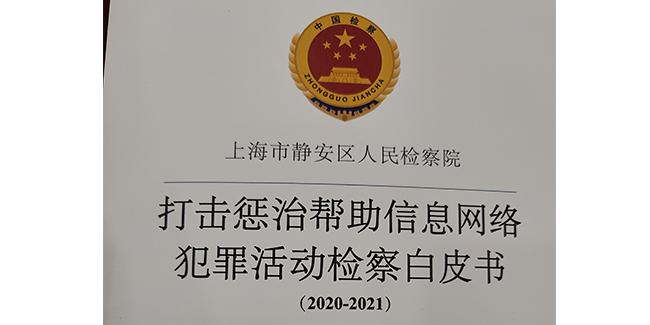 中国检察
ZHONGGUO JIANCHA
上海市静安区人民检察院
打击惩治帮助信息网络
犯罪活动检察白皮书
（2020-2021）